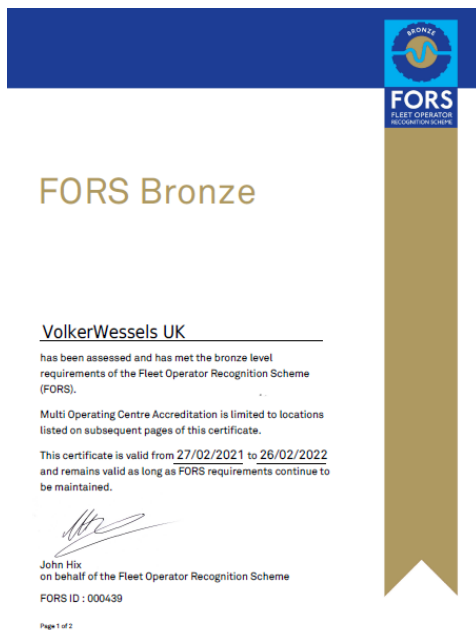 BRONZE
FORS
FLEET OPERATOR
RECOGNITION SCHEME
FORS Bronze
VolkerWessels UK
has been assessed and has met the bronze level
requirements of the Fleet Operator Recognition Scheme
(FORS).
Multi Operating Centre Accreditation is limited to locations
listed on subsequent pages of this certificate.
This certificate is valid from 27/02/2021 to 26/02/2022
and remains valid as long as FORS requirements continue to
be maintained.
John Hix
on behalf of the Fleet Operator Recognition Scheme
FORS ID : 000439
Page 1 of 2